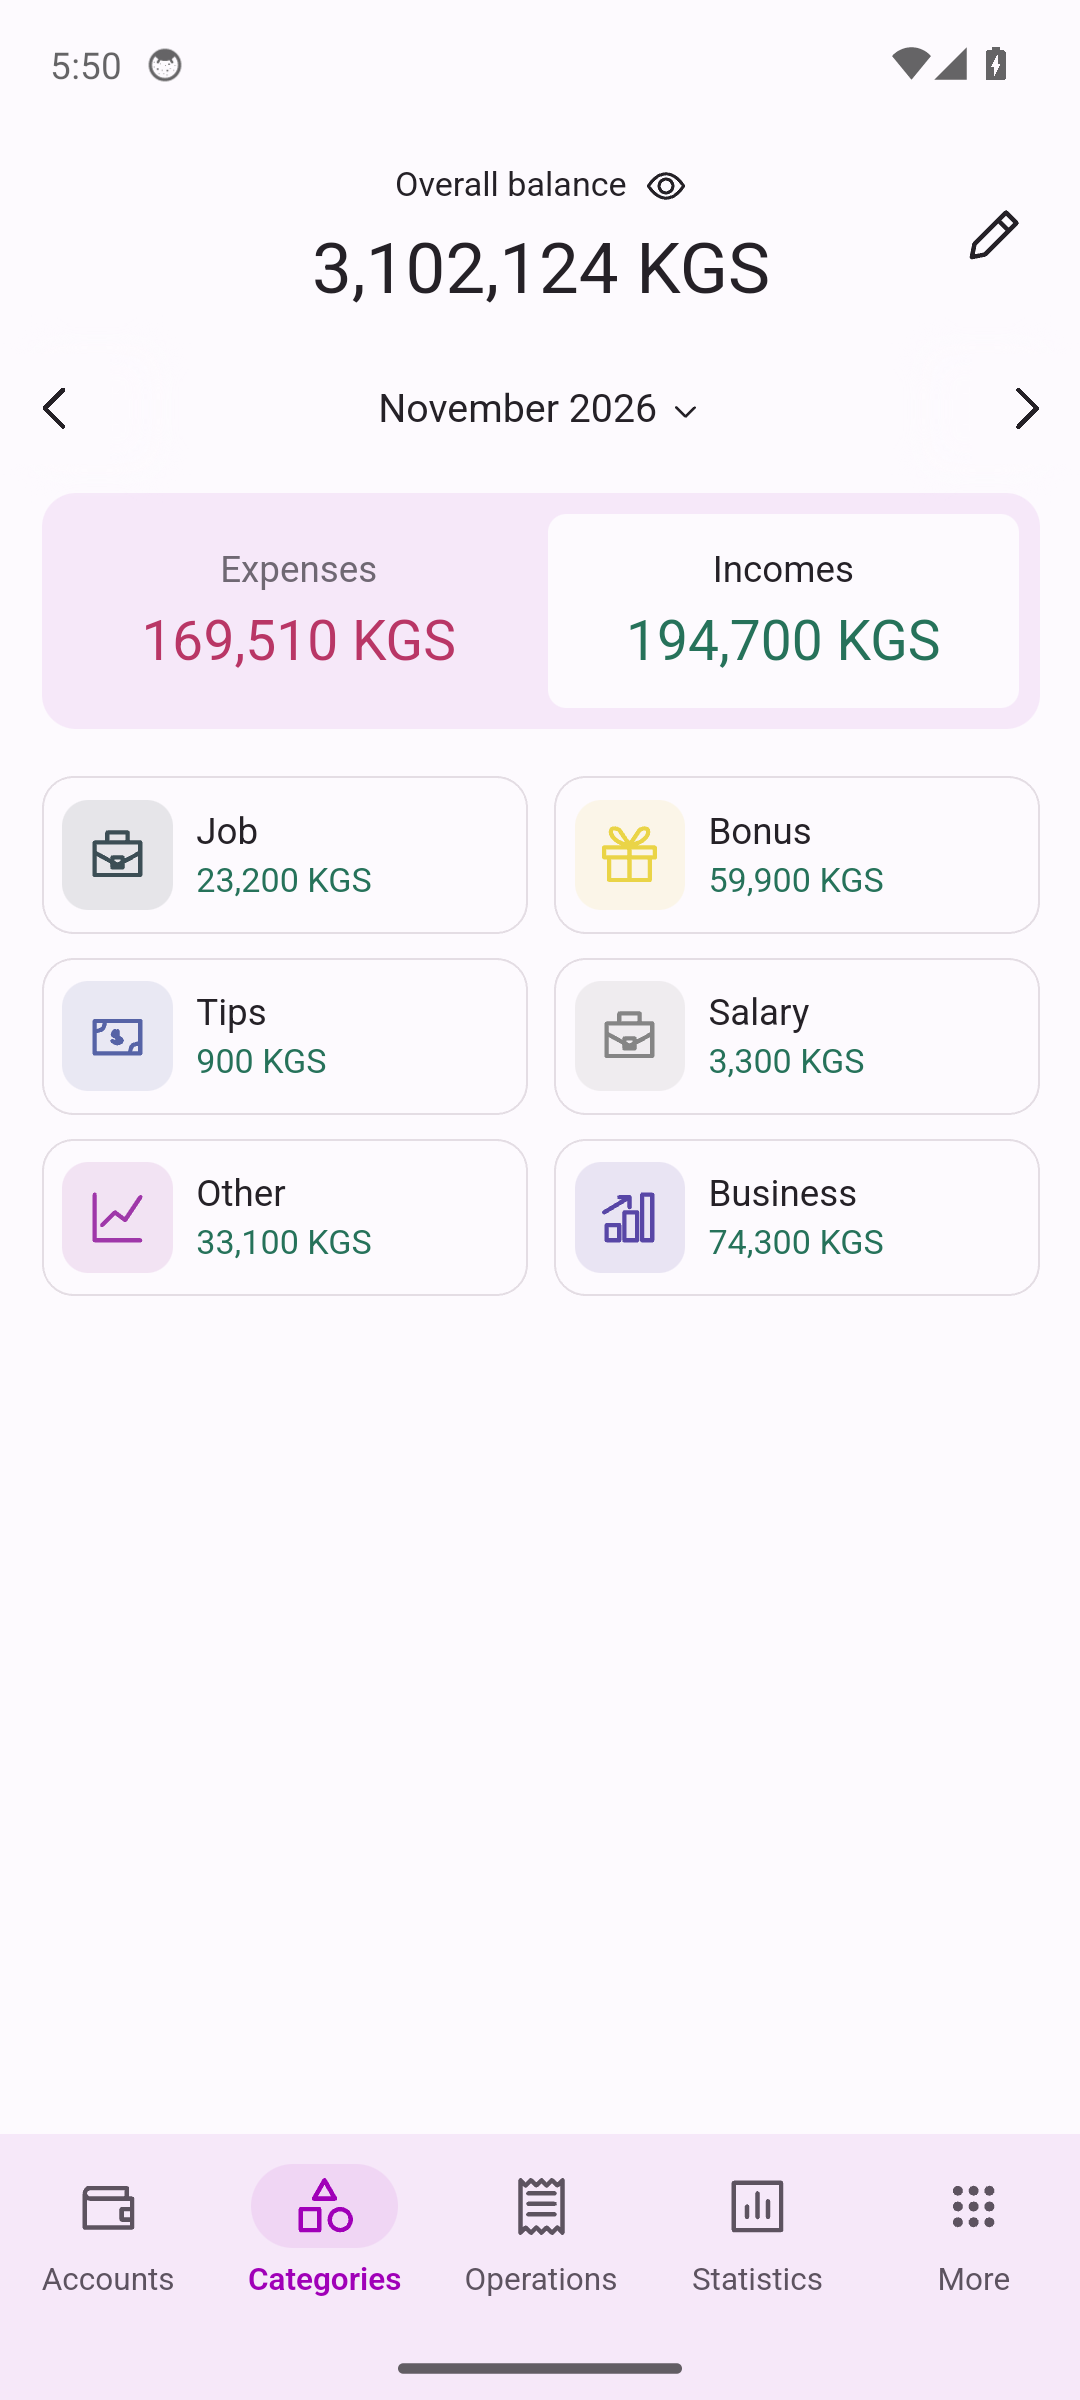 5:50
Overall balance
3,102,124 KGS
November 2026
Expenses
169,510 KGS
Incomes
194,700 KGS
Job
23,200 KGS
Bonus
59,900 KGS
Tips
900 KGS
Salary
3,300 KGS
Other
33,100 KGS
Business
74,300 KGS
Accounts
Categories
Operations
Statistics
More